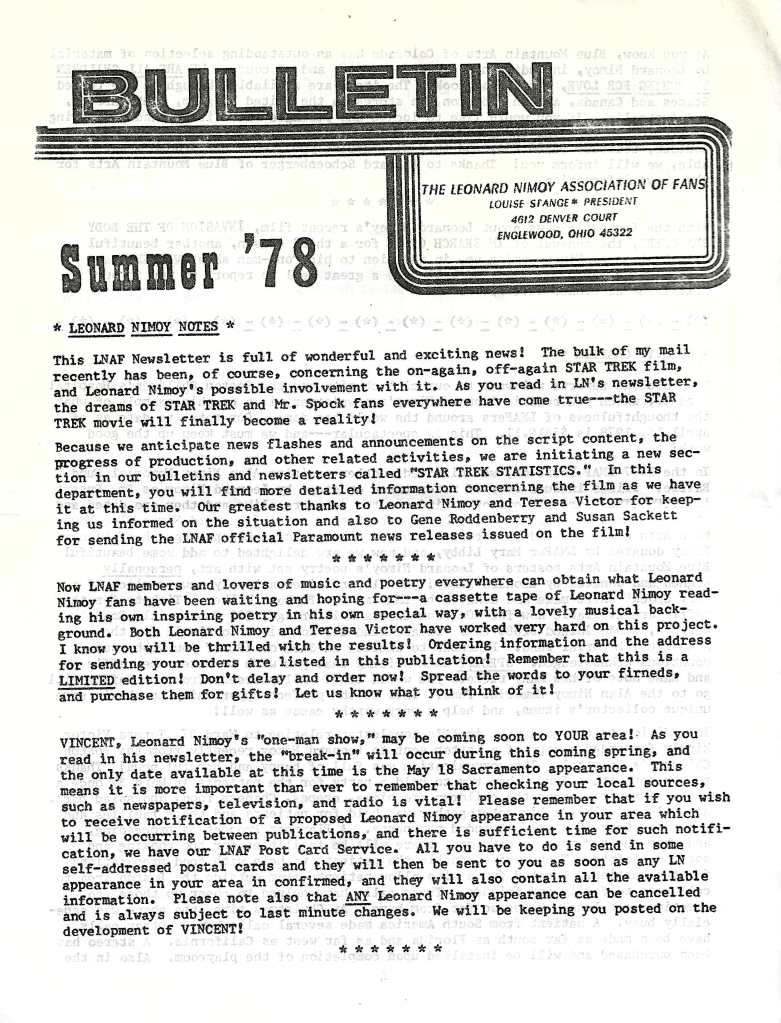 BULLETIN
THE LEONARD NIMOY ASSOCIATION OF FANS
LOUISE STANGE* PRESIDENT
4612 DENVER COURT
ENGLEWOOD, OHIO 45322
Summer '78
* LEONARD NIMOY NOTES *
This LNAF Newsletter is full of wonderful and exciting news! The bulk of my mail
recently has been, of course, concerning the on-again, off-again STAR TREK film,
and Leonard Nimoy's possible involvement with it. As you read in LN's newsletter,
the dreams of STAR TREK and Mr. Spock fans everywhere have come true---the STAR
TREK movie will finally become a reality!
Because we anticipate news flashes and announcements on the script content, the
progress of production, and other related activities, we are initiating a new sec-
tion in our bulletins and newsletters called "STAR TREK STATISTICS." In this
department, you will find more detailed information concerning the film as we have
it at this time. Our greatest thanks to Leonard Nimoy and Teresa Victor for keep-
ing us informed on the situation and also to Gene Roddenberry and Susan Sackett
for sending the LNAF official Paramount news releases issued on the film!
* * * * * * *
Now LNAF members and lovers of music and poetry everywhere can obtain what Leonard
Nimoy fans have been waiting and hoping for---a cassette tape of Leonard Nimoy read-
ing his own inspiring poetry in his own special way, with a lovely musical back-
ground. Both Leonard Nimoy and Teresa Victor have worked very hard on this project.
I know you will be thrilled with the results! Ordering information and the address
for sending your orders are listed in this publication! Remember that this is a
LIMITED edition! Don't delay and order now! Spread the words to your firneds,
and purchase them for gifts! Let us know what you think of it!
* * * * * * *
VINCENT, Leonard Nimoy's "one-man show," may be coming soon to YOUR area! As you
read in his newsletter, the "break-in" will occur during this coming spring, and
the only date available at this time is the May 18 Sacramento appearance. This
means it is more important than ever to remember that checking your local sources,
such as newspapers, television, and radio is vital! Please remember that if you wish
to receive notification of a proposed Leonard Nimoy appearance in your area which
will be occurring between publications, and there is sufficient time for such notifi-
cation, we have our LNAF Post Card Service. All you have to do is send in some
self-addressed postal cards and they will then be sent to you as soon as any LN
appearance in your area in confirmed, and they will also contain all the available
information. Please note also that ANY Leonard Nimoy appearance can be cancelled
and is always subject to last minute changes. We will be keeping you posted on the
development of VINCENT!
* * * * * * *